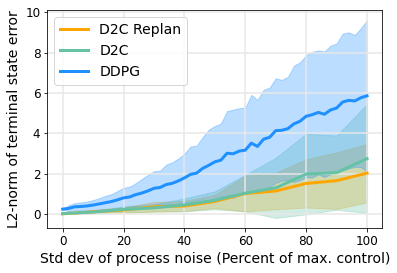 D2C Replan
D2C
DDPG
L2-norm of terminal state error
10
8
6
4
2
0
0 20 40 60 80 100
Std dev of process noise (Percent of max. control)